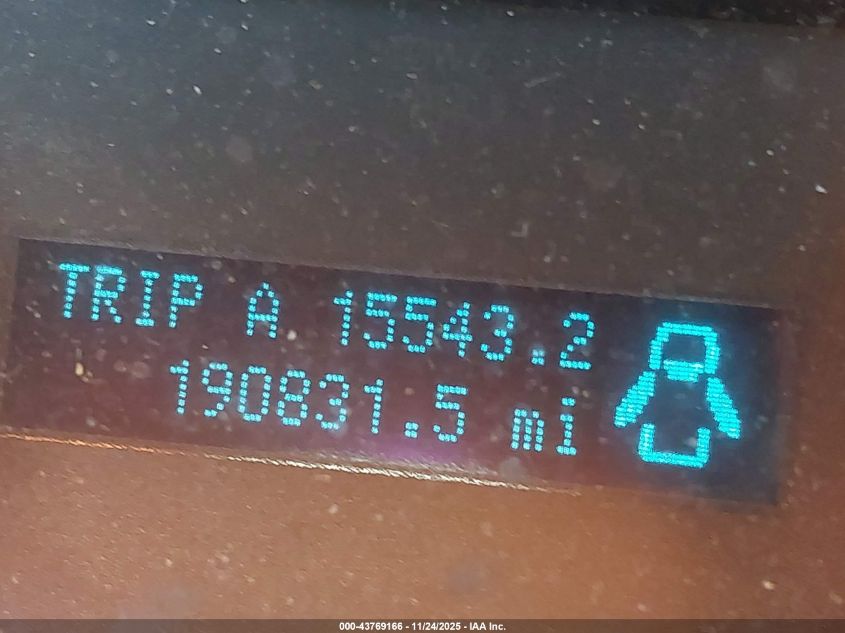 TRIP A 15543.2
190831.5 mi
000-43769166 - 11/24/2025 - IAA Inc.